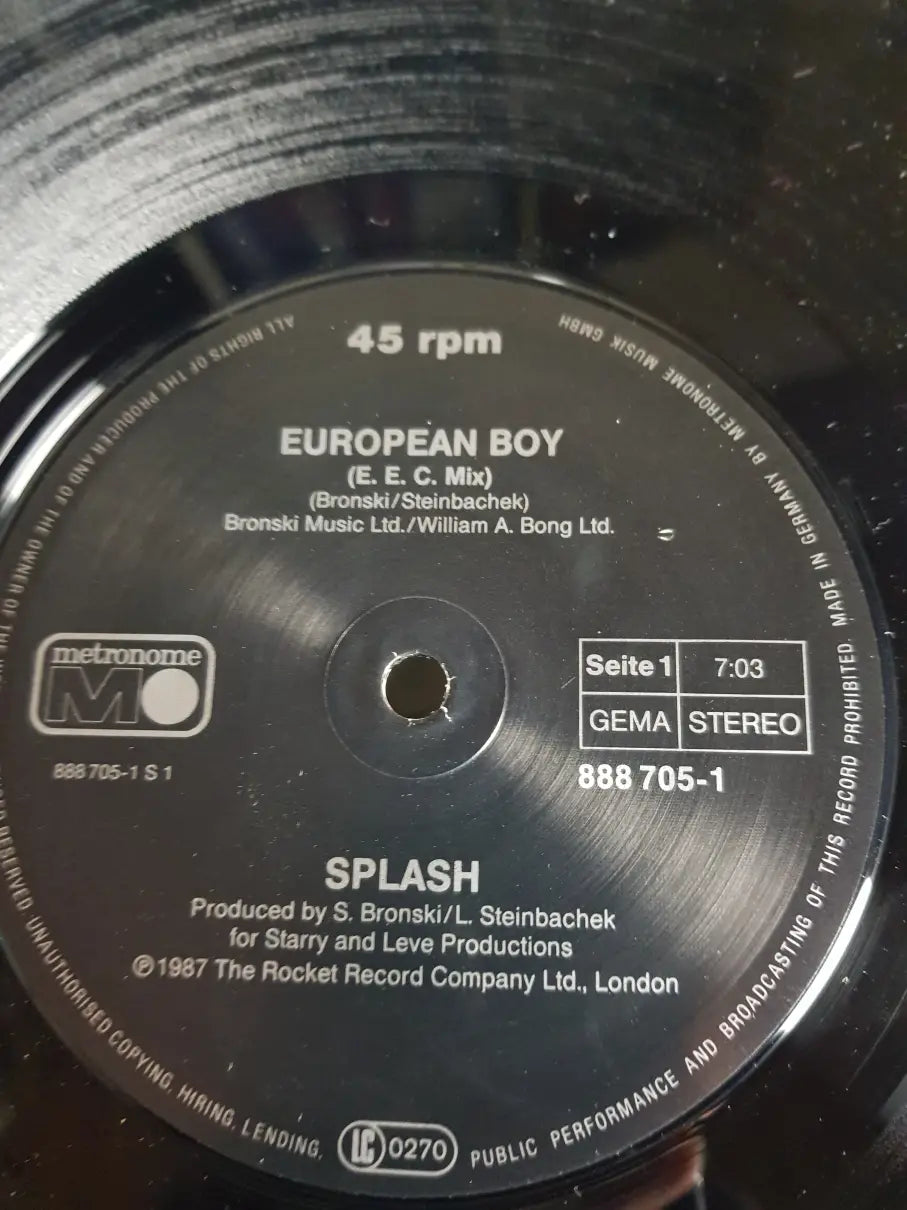 45 rpm
EUROPEAN BOY
(E. E. C. Mix)
(Bronski/Steinbachek)
Bronski Music Ltd./William A. Bong Ltd.
metronome
M
888 705-1 S 1
Seite 1 7:03
GEMA STEREO
888 705-1
SPLASH
Produced by S. Bronski/L. Steinbachek
for Starry and Leve Productions
℗1987 The Rocket Record Company Ltd., London
ALL RIGHTS OF THE PRODUCER AND OF THE OWNER OF THE RESERVED. UNAUTHORISED COPYING, HIRING, LENDING, PUBLIC PERFORMANCE AND BROADCASTING OF THIS RECORD PROHIBITED. MADE IN GERMANY BY METRONOME MUSIK GMBH
LC 0270